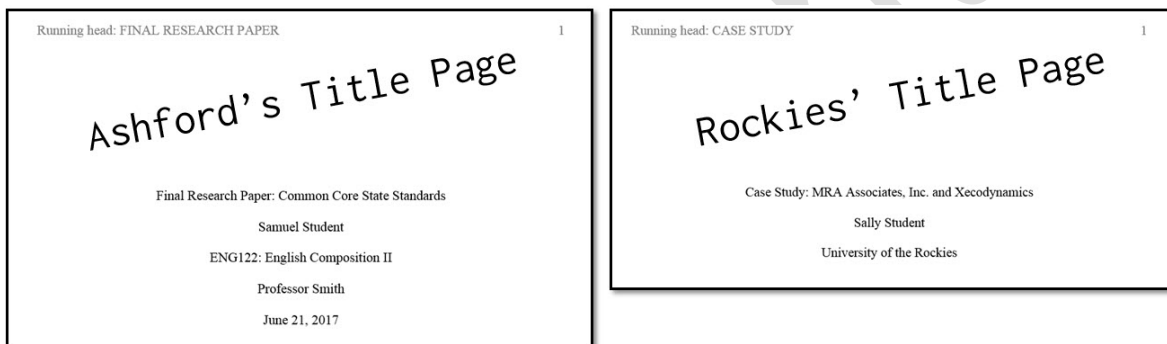 Running head: FINAL RESEARCH PAPER 1
Ashford's Title Page
Final Research Paper: Common Core State Standards
Samuel Student
ENG122: English Composition II
Professor Smith
June 21, 2017
Running head: CASE STUDY 1
Rockies' Title Page
Case Study: MRA Associates, Inc. and Xecodynamics
Sally Student
University of the Rockies